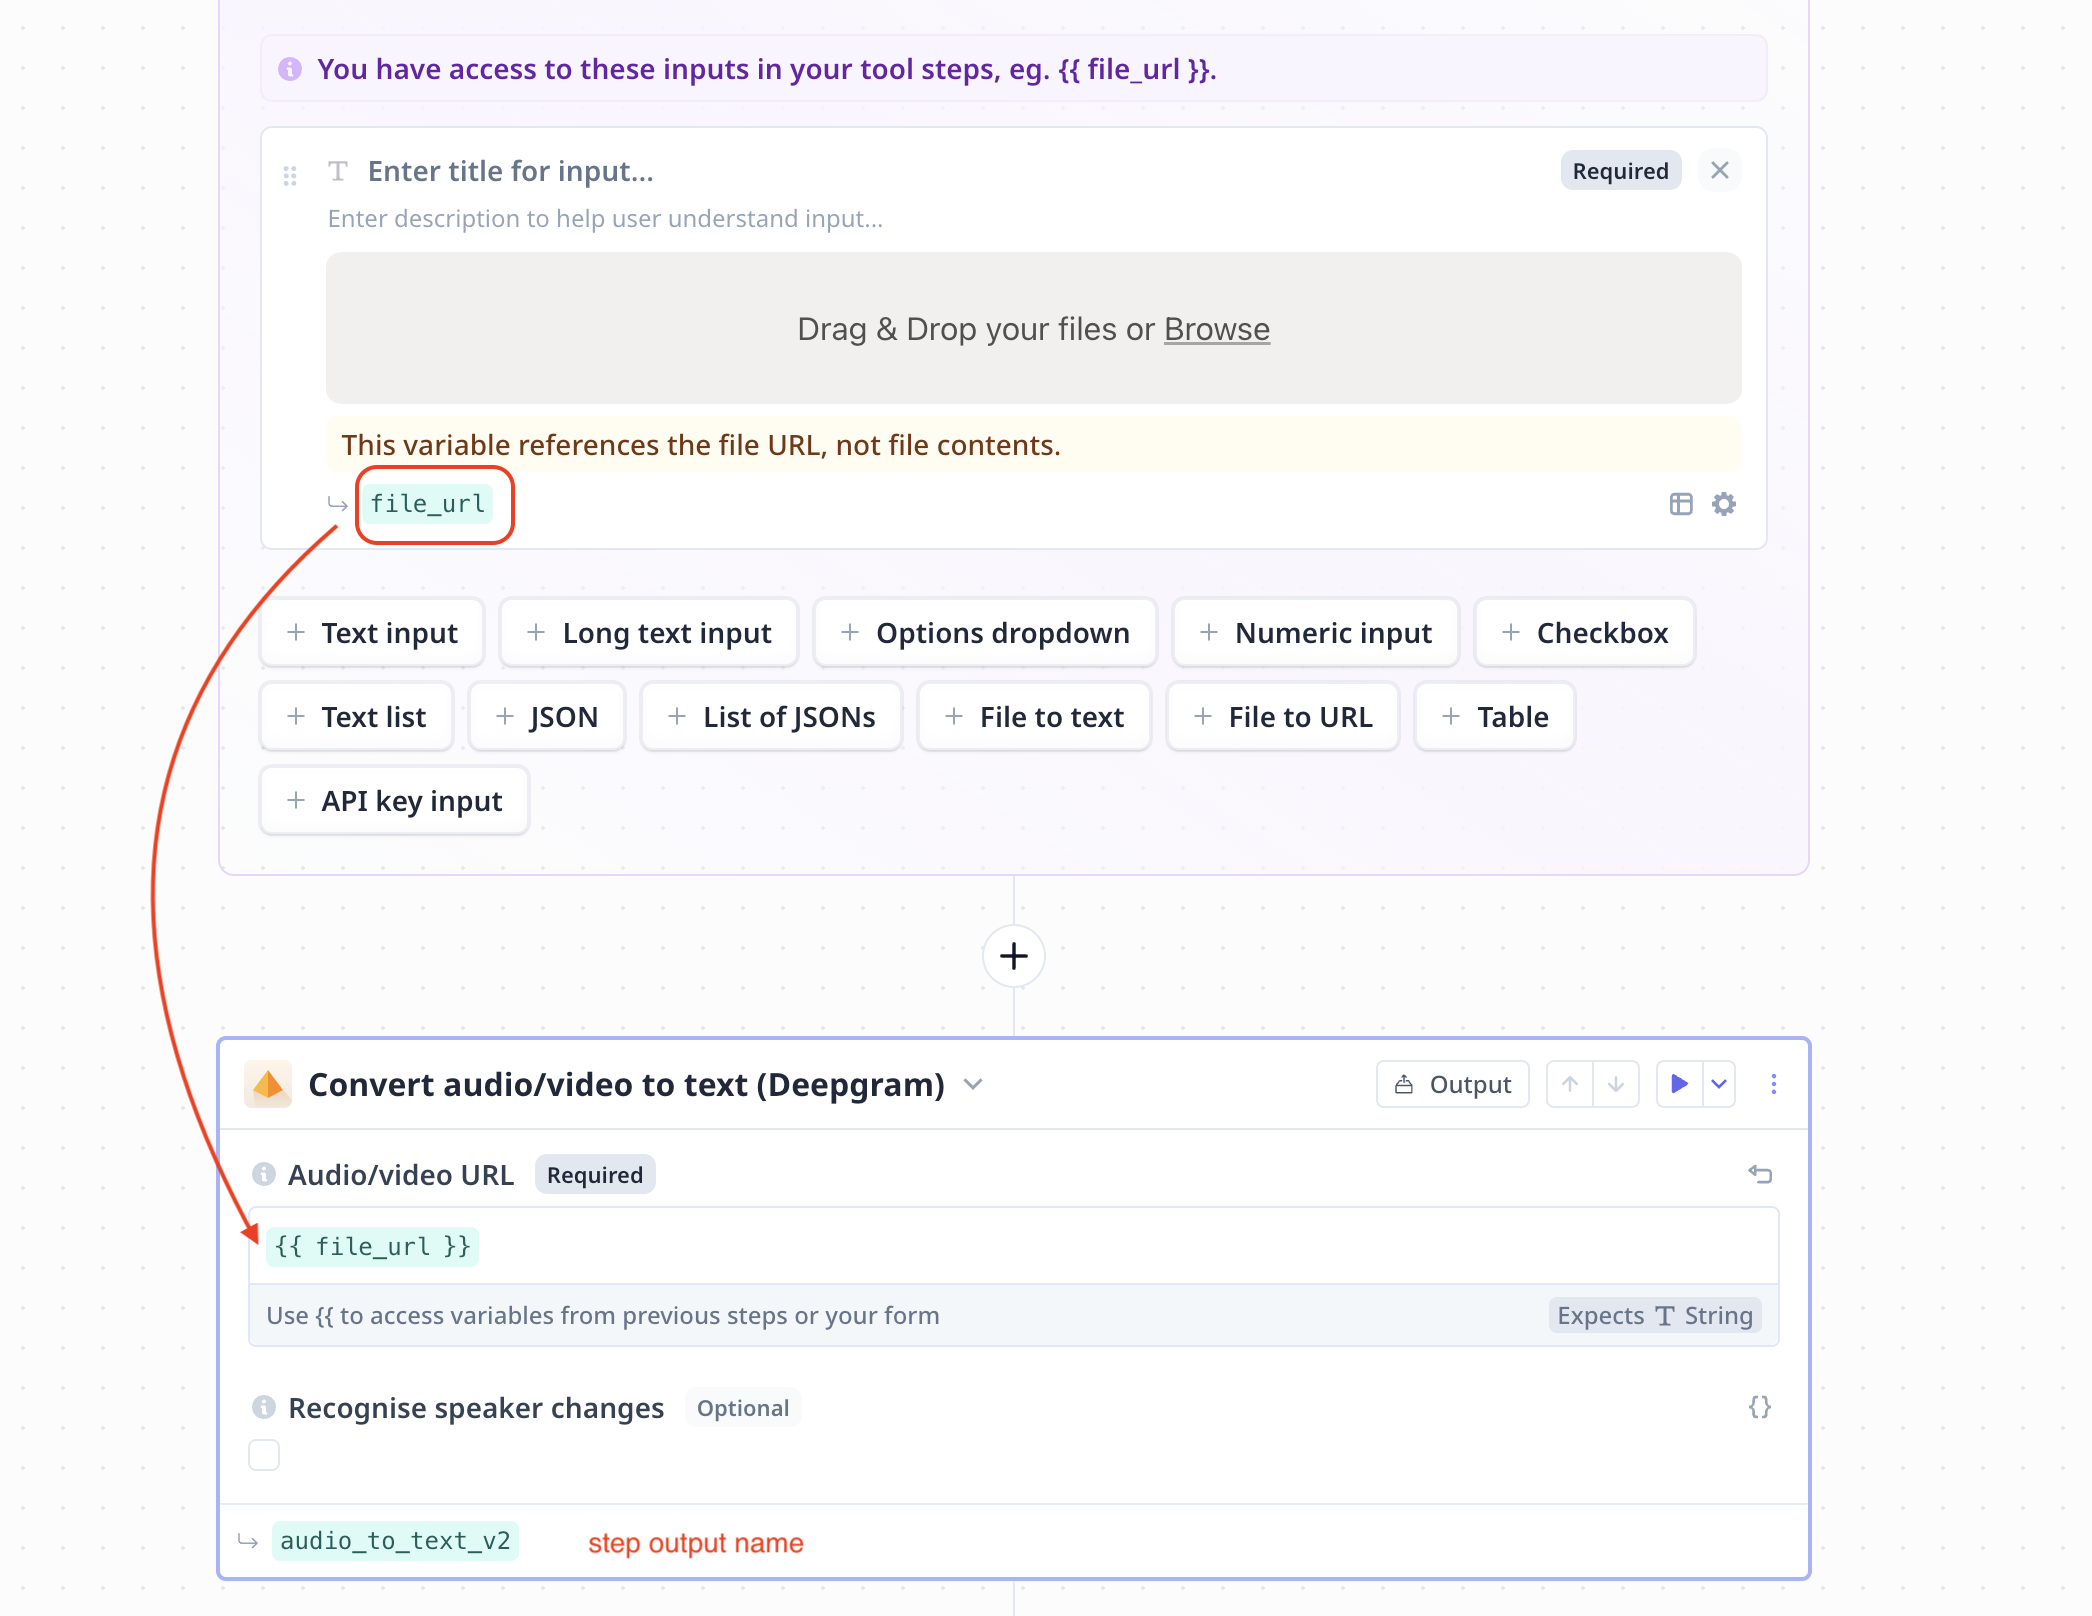 You have access to these inputs in your tool steps, eg. {{ file_url }}.
Enter title for input...
Required
Enter description to help user understand input...
Drag & Drop your files or Browse
This variable references the file URL, not file contents.
file_url
Text input
Long text input
Options dropdown
Numeric input
Checkbox
Text list
JSON
List of JSONs
File to text
File to URL
Table
API key input
Convert audio/video to text (Deepgram)
Output
Audio/video URL
Required
{{ file_url }}
Use {{ to access variables from previous steps or your form
Expects T String
Recognise speaker changes
Optional
{}
audio_to_text_v2
step output name